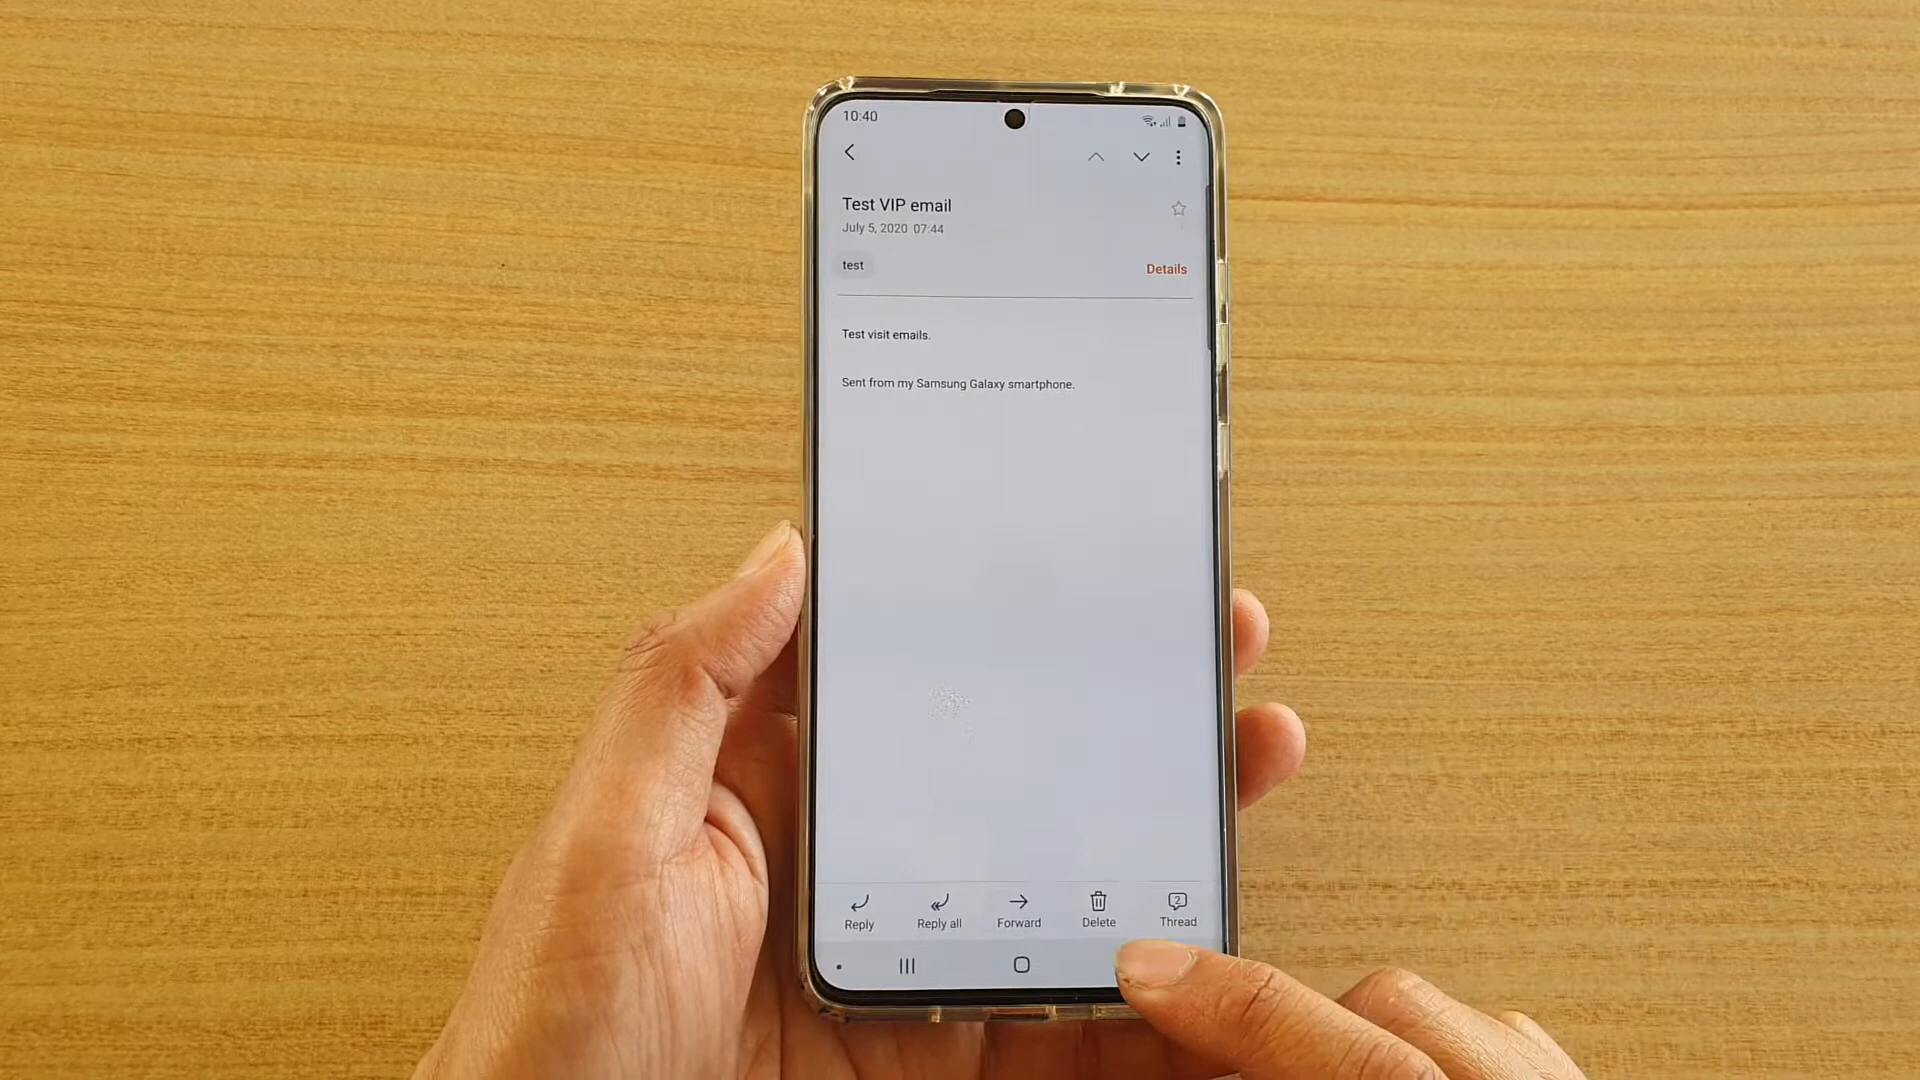 10:40
Test VIP email
July 5, 2020 07:44
test
Details
Test visit emails.
Sent from my Samsung Galaxy smartphone.
Reply
Reply all
Forward
Delete
2
Thread